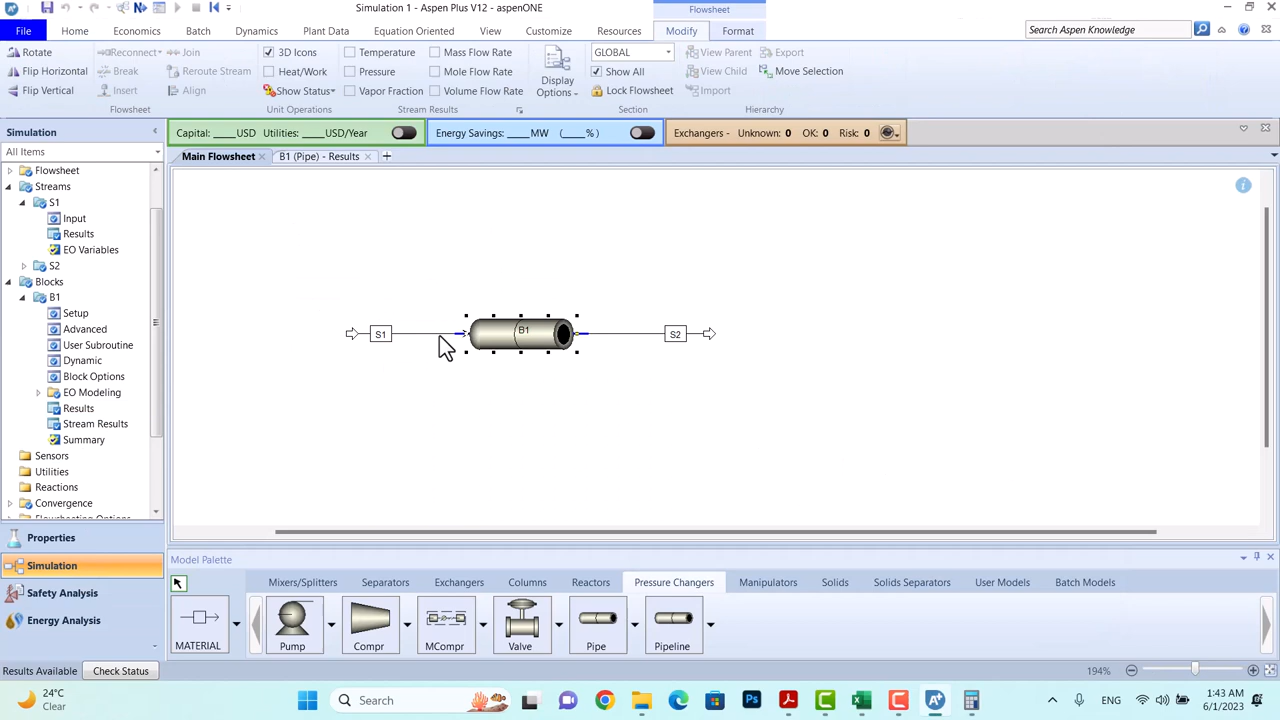 Simulation 1 - Aspen Plus V12 - aspenONE
Flowsheet
File Home Economics Batch Dynamics Plant Data Equation Oriented View Customize Resources Modify Format
Search Aspen Knowledge
Rotate Reconnect Join 3D Icons Temperature Mass Flow Rate GLOBAL View Parent Export
Flip Horizontal Break Reroute Stream Heat/Work Pressure Mole Flow Rate Display Show All View Child Move Selection
Flip Vertical Insert Align Show Status Vapor Fraction Volume Flow Rate Options Lock Flowsheet Import
Flowsheet Unit Operations Stream Results Section Hierarchy
Simulation
Capital: ____USD Utilities: ____USD/Year
Energy Savings: ____MW (____%)
Exchangers - Unknown: 0 OK: 0 Risk: 0
All Items
Main Flowsheet
B1 (Pipe) - Results
+
Flowsheet
Streams
S1
Input
Results
EO Variables
S2
Blocks
B1
Setup
Advanced
User Subroutine
Dynamic
Block Options
EO Modeling
Results
Stream Results
Summary
Sensors
Utilities
Reactions
Convergence
Flowsheeting Options
S1
B1
S2
Properties
Simulation
Safety Analysis
Energy Analysis
Model Palette
Mixers/Splitters Separators Exchangers Columns Reactors Pressure Changers Manipulators Solids Solids Separators User Models Batch Models
MATERIAL Pump Compr MCompr Valve Pipe Pipeline
Results Available Check Status
194%
24°C
Clear
Search
Ps
ENG
1:43 AM
6/1/2023